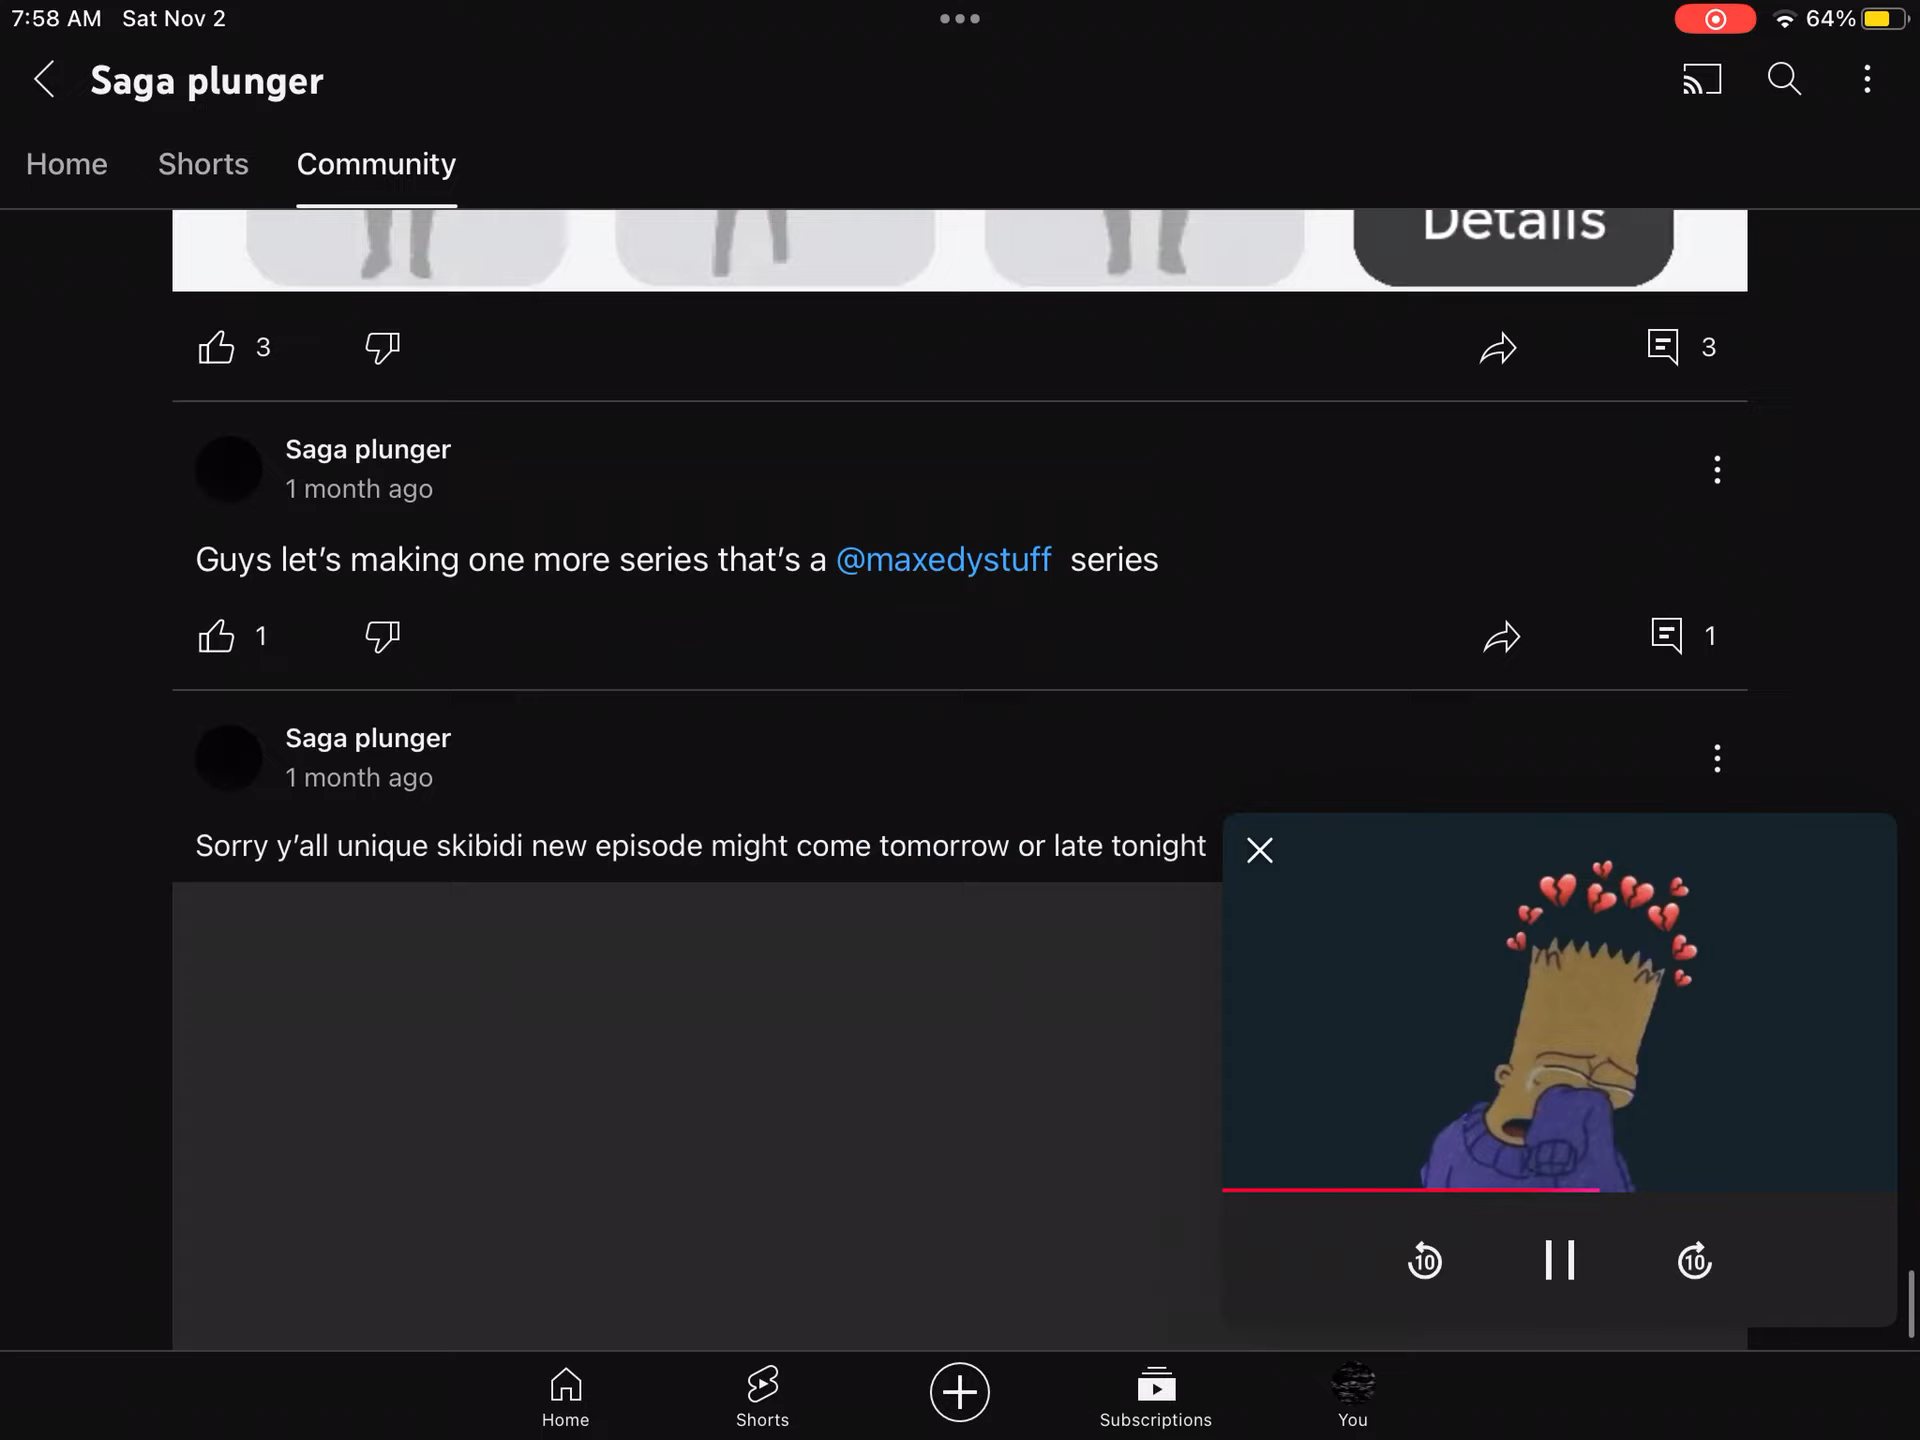 7:58 AM Sat Nov 2
64%
Saga plunger
Home Shorts Community
Details
3
3
Saga plunger
1 month ago
Guys let’s making one more series that’s a @maxedystuff series
1
1
Saga plunger
1 month ago
Sorry y’all unique skibidi new episode might come tomorrow or late tonight
10 10
Home Shorts Subscriptions You